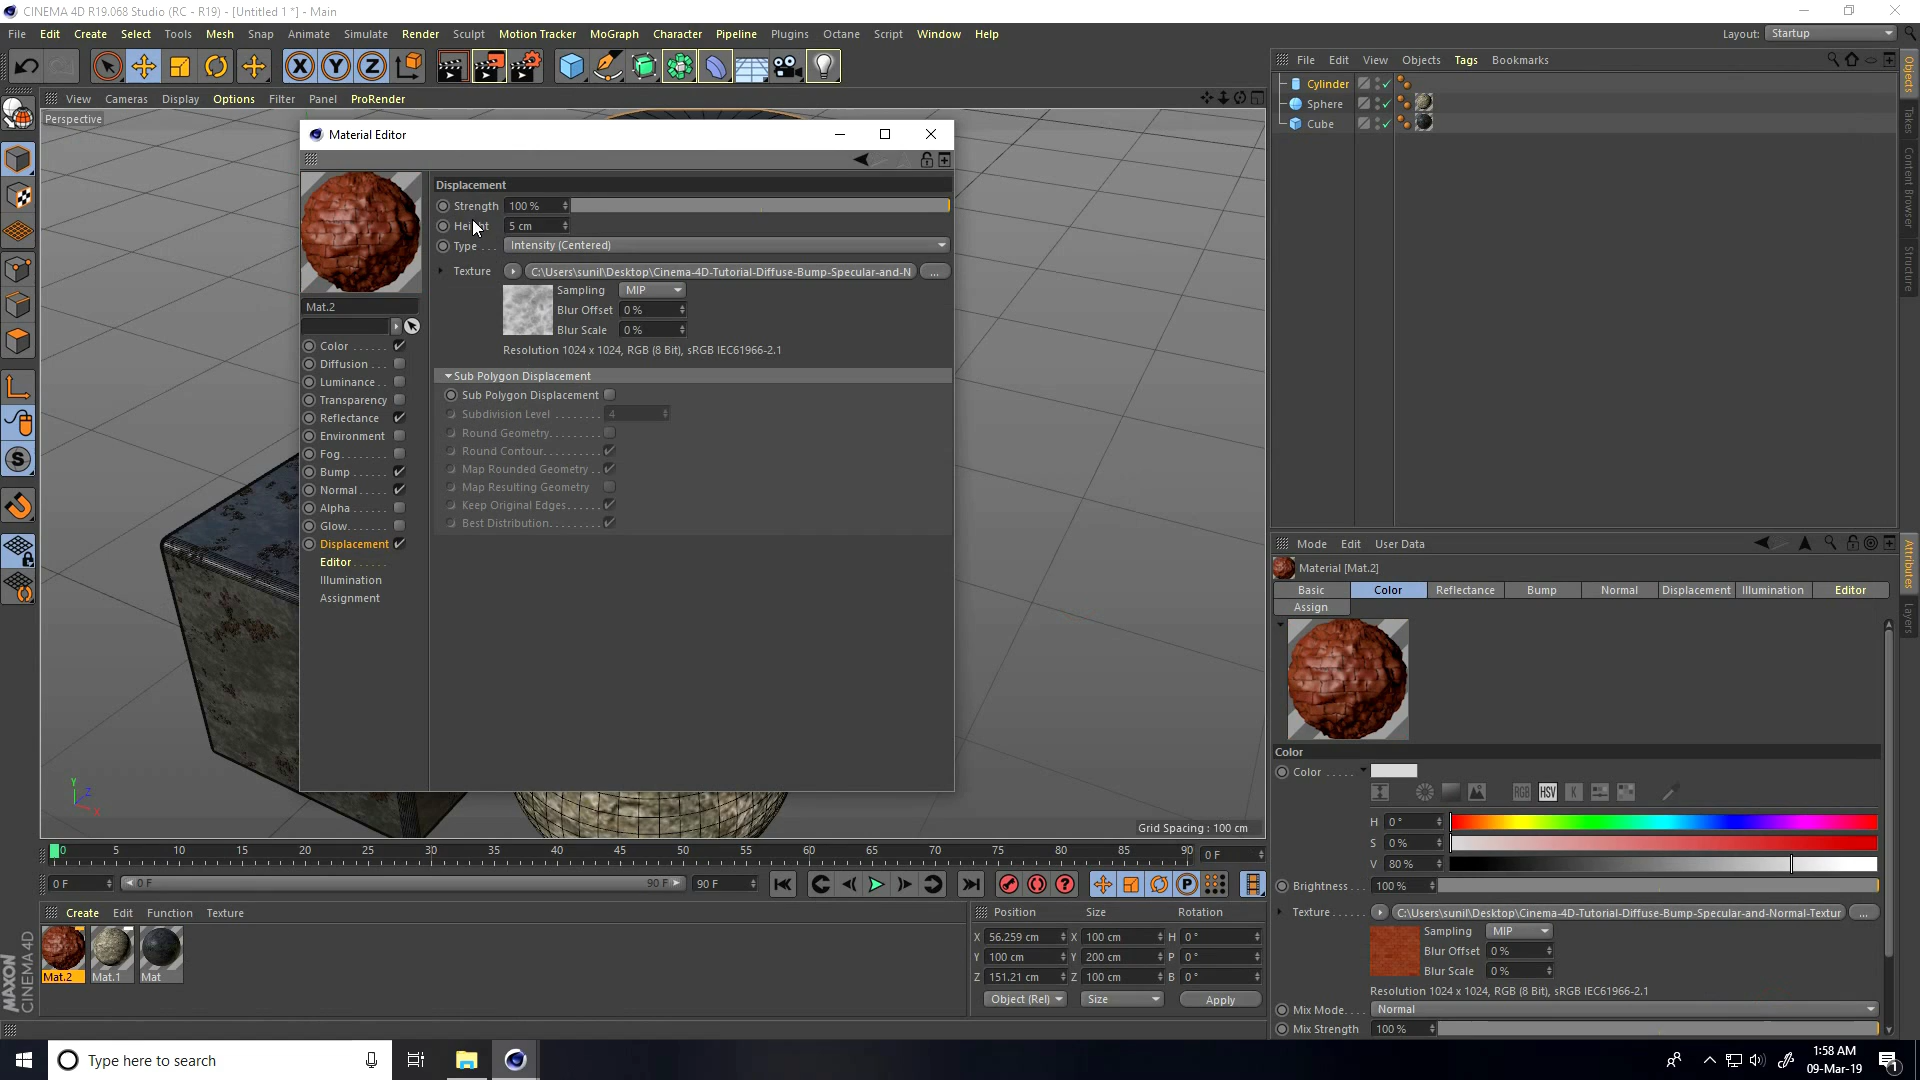 CINEMA 4D R19.068 Studio (RC - R19) - [Untitled 1 *] - Main
File Edit Create Select Tools Mesh Snap Animate Simulate Render Sculpt Motion Tracker MoGraph Character Pipeline Plugins Octane Script Window Help
Layout: Startup
View Cameras Display Options Filter Panel ProRender
Perspective
File Edit View Objects Tags Bookmarks
Cylinder
Sphere
Cube
Objects
Takes
Content Browser
Structure
Material Editor
Displacement
Strength 100 %
Height 5 cm
Type . . . Intensity (Centered)
Texture C:\Users\sunil\Desktop\Cinema-4D-Tutorial-Diffuse-Bump-Specular-and-N ...
Sampling MIP
Blur Offset 0 %
Blur Scale 0 %
Resolution 1024 x 1024, RGB (8 Bit), sRGB IEC61966-2.1
Sub Polygon Displacement
Sub Polygon Displacement
Subdivision Level . . . . . . . . 4
Round Geometry. . . . . . . . .
Round Contour. . . . . . . . . .
Map Rounded Geometry . .
Map Resulting Geometry
Keep Original Edges. . . . . .
Best Distribution. . . . . . . . .
Mat.2
Color . . . . . .
Diffusion . . .
Luminance . .
Transparency
Reflectance
Environment
Fog. . . . . . . .
Bump . . . . . .
Normal . . . . .
Alpha . . . . . .
Glow. . . . . . .
Displacement
Editor . . . . . .
Illumination
Assignment
Grid Spacing : 100 cm
Y
Z
X
Mode Edit User Data
Material [Mat.2]
Basic Color Reflectance Bump Normal Displacement Illumination Editor
Assign
Attributes
Layers
Color
Color . . . . .
RGB HSV K
H 0 °
S 0 %
V 80 %
Brightness . . . 100 %
Texture . . . . . . C:\Users\sunil\Desktop\Cinema-4D-Tutorial-Diffuse-Bump-Specular-and-Normal-Textur ...
Sampling MIP
Blur Offset 0 %
Blur Scale 0 %
Resolution 1024 x 1024, RGB (8 Bit), sRGB IEC61966-2.1
Mix Mode. . . . Normal
Mix Strength 100 %
0 5 10 15 20 25 30 35 40 45 50 55 60 65 70 75 80 85 90 0 F
0 F 0 F 90 F 90 F
Create Edit Function Texture
Mat.2 Mat.1 Mat
Position Size Rotation
X 56.259 cm X 100 cm H 0 °
Y 100 cm Y 200 cm P 0 °
Z 151.21 cm Z 100 cm B 0 °
Object (Rel) Size Apply
MAXON
CINEMA 4D
Type here to search
1:58 AM
09-Mar-19
1